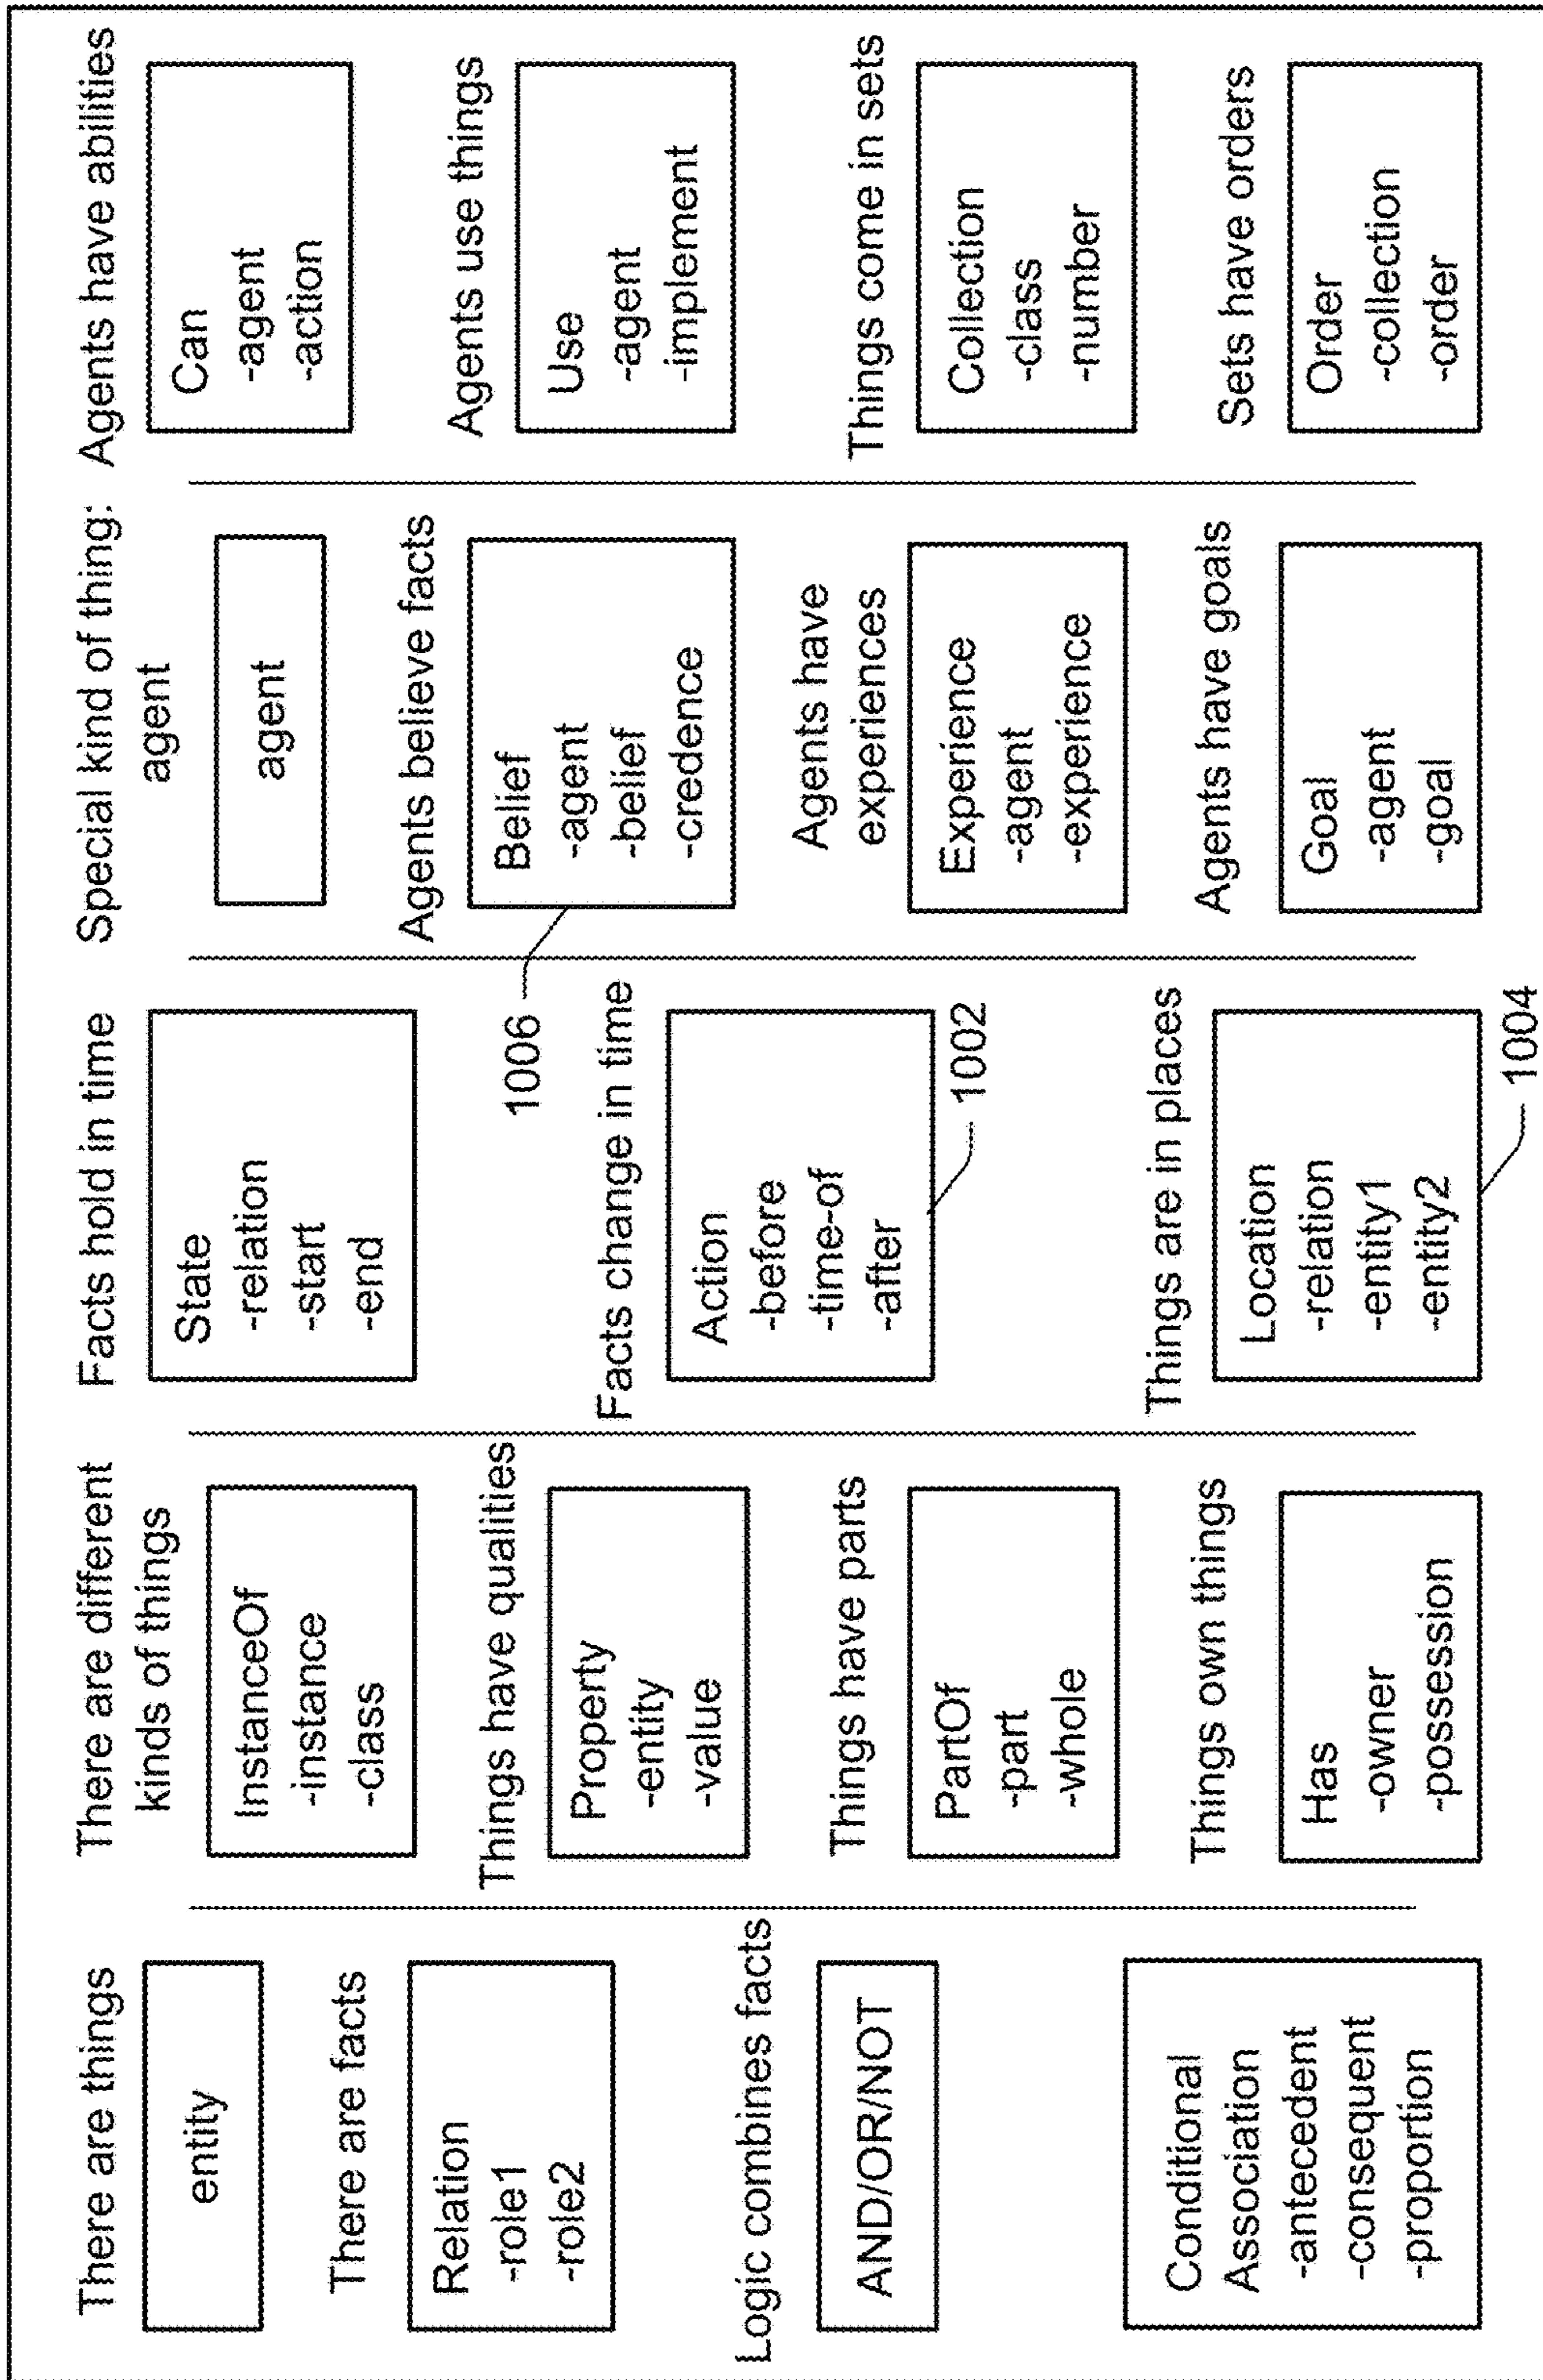 There are things
entity
There are facts
Relation
-role1
-role2
Logic combines facts
AND/OR/NOT
Conditional
Association
-antecedent
-consequent
-proportion
There are different
kinds of things
InstanceOf
-instance
-class
Things have qualities
Property
-entity
-value
Things have parts
PartOf
-part
-whole
Things own things
Has
-owner
-possession
Facts hold in time
State
-relation
-start
-end
1006
Facts change in time
Action
-before
-time-of
-after
1002
Things are in places
Location
-relation
-entity1
-entity2
1004
Special kind of thing:
agent
agent
Agents believe facts
Belief
-agent
-belief
-credence
Agents have
experiences
Experience
-agent
-experience
Agents have goals
Goal
-agent
-goal
Agents have abilities
Can
-agent
-action
Agents use things
Use
-agent
-implement
Things come in sets
Collection
-class
-number
Sets have orders
Order
-collection
-order